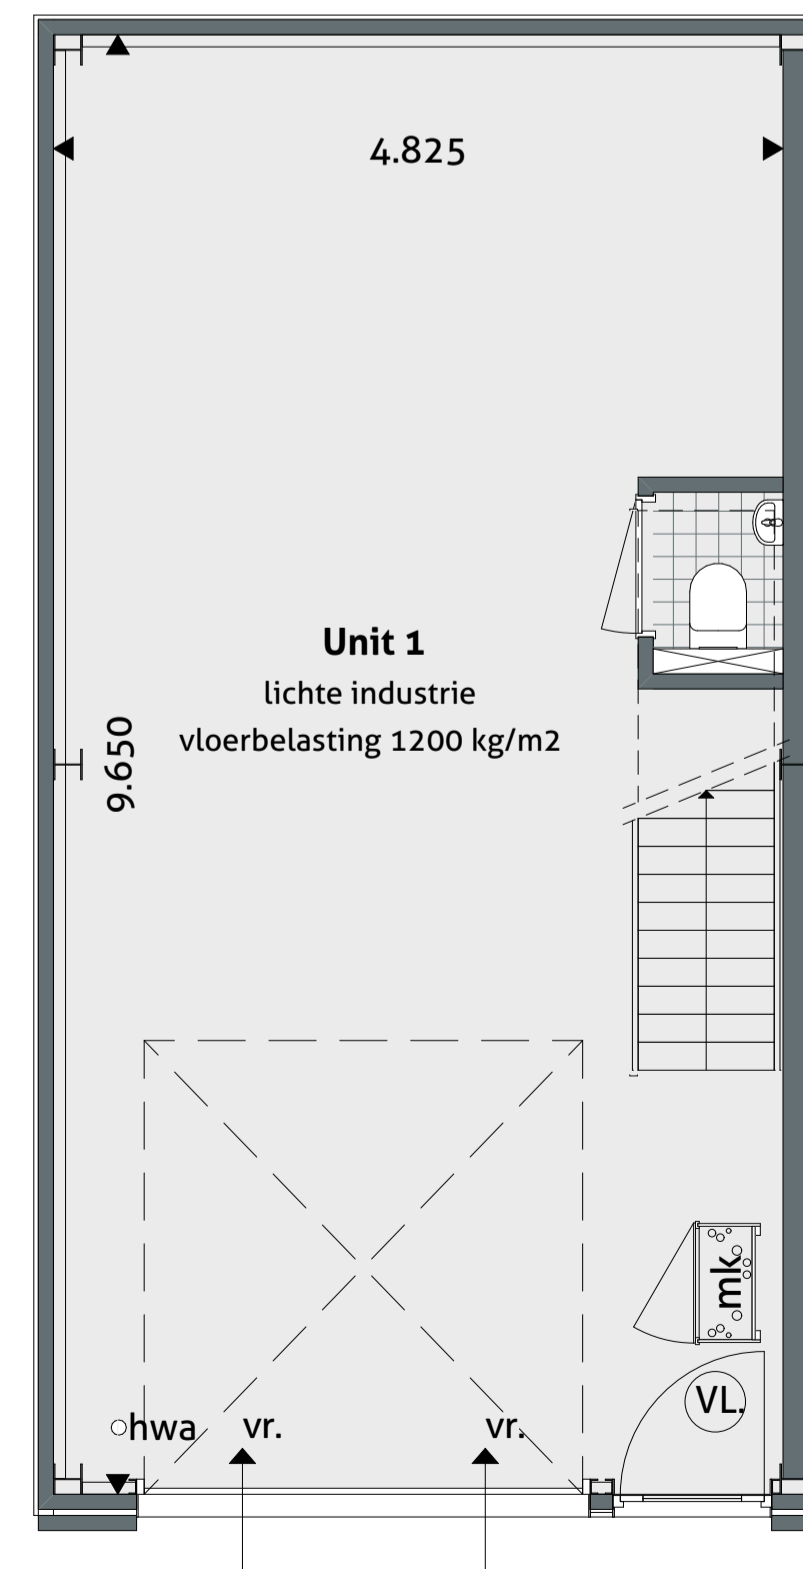 4.825
Unit 1
lichte industrie
vloerbelasting 1200 kg/m2
9.650
mk
VL.
hwa
vr.
vr.